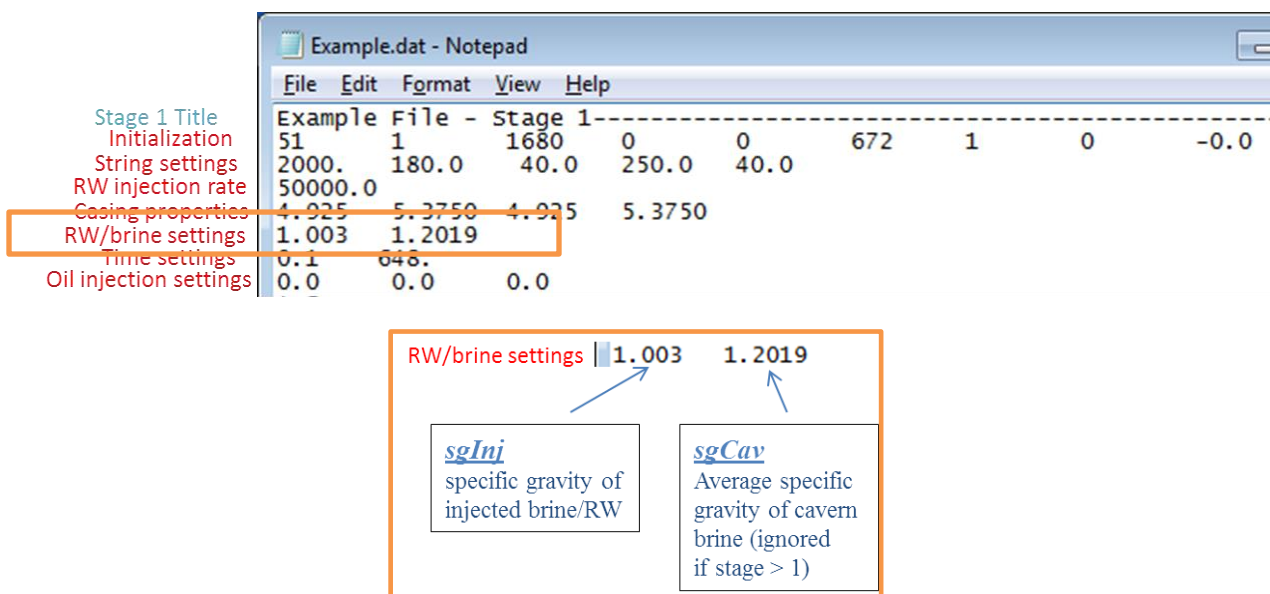 Example.dat - Notepad
File Edit Format View Help
Stage 1 Title Example File - Stage 1-----------------------------------------------
Initialization 51 1 1680 0 0 672 1 0 -0.0
String settings 2000. 180.0 40.0 250.0 40.0
RW injection rate 50000.0
Casing properties 4.925 5.3750 4.925 5.3750
RW/brine settings 1.003 1.2019
Time settings 0.1 648.
Oil injection settings 0.0 0.0 0.0
RW/brine settings 1.003 1.2019
sgInj
specific gravity of
injected brine/RW
sgCav
Average specific
gravity of cavern
brine (ignored
if stage > 1)